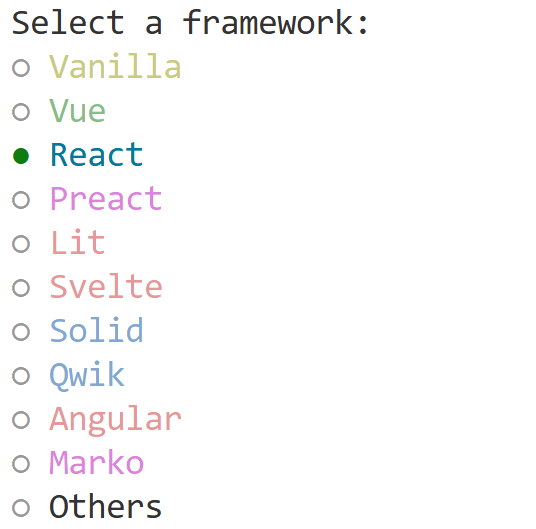 Select a framework:
○ Vanilla
○ Vue
● React
○ Preact
○ Lit
○ Svelte
○ Solid
○ Qwik
○ Angular
○ Marko
○ Others